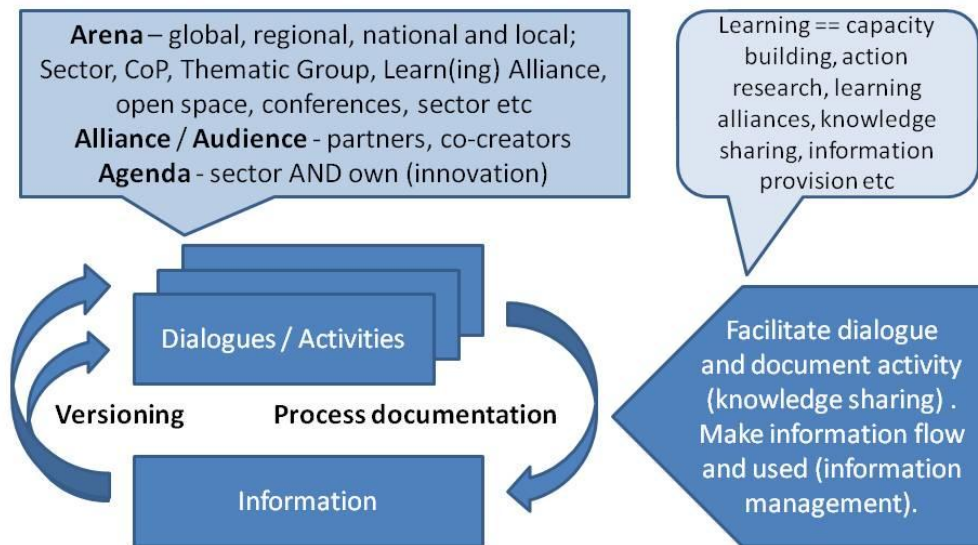 Arena – global, regional, national and local;
Sector, CoP, Thematic Group, Learn(ing) Alliance,
open space, conferences, sector etc
Alliance / Audience - partners, co-creators
Agenda - sector AND own (innovation)
Learning == capacity
building, action
research, learning
alliances, knowledge
sharing, information
provision etc
Dialogues / Activities
Versioning
Process documentation
Information
Facilitate dialogue
and document activity
(knowledge sharing) .
Make information flow
and used (information
management).